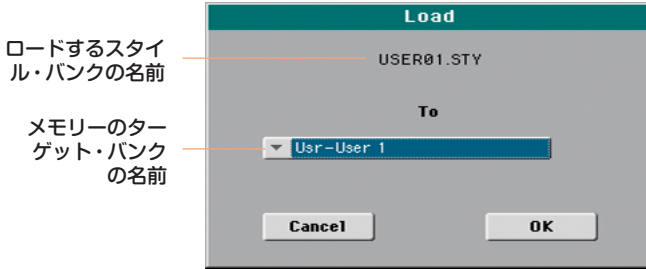 Load
ロードするスタイ
ル・バンクの名前
USER01.STY
To
メモリーのター
ゲット・バンク
の名前
Usr-User 1
Cancel
OK